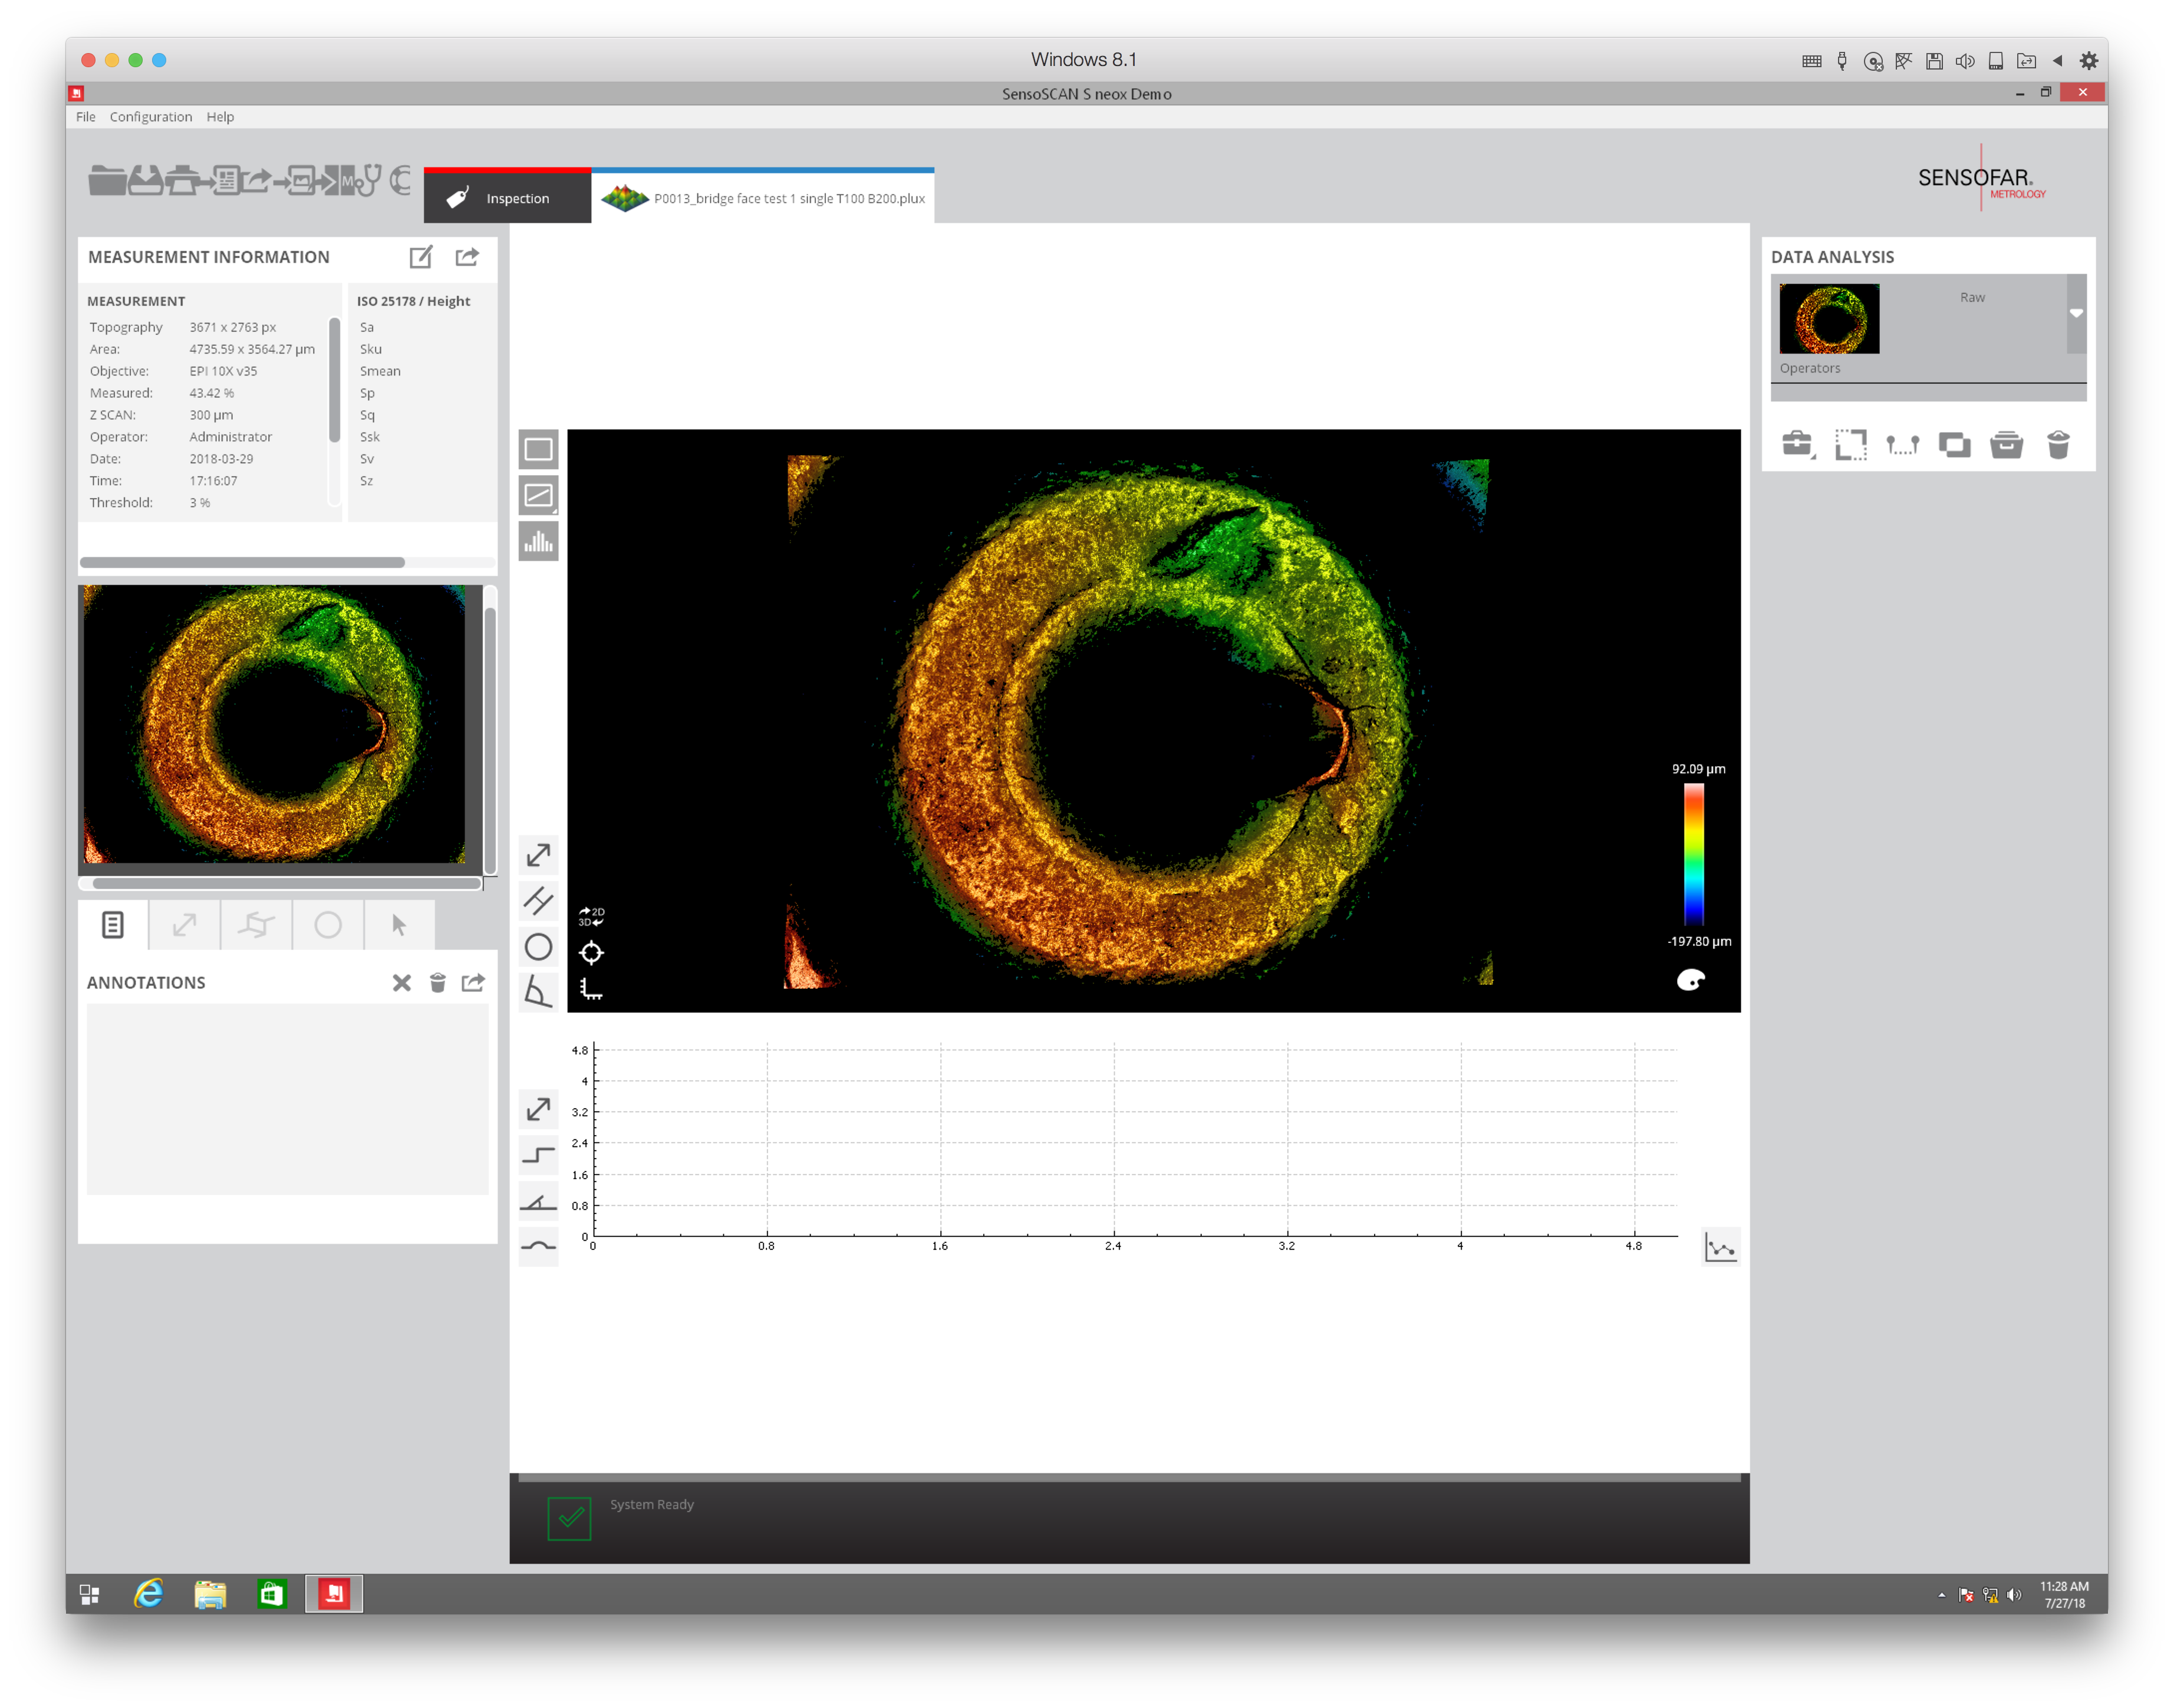 Windows 8.1
SensoSCAN S neox Demo
File Configuration Help
Inspection
P0013_bridge face test 1 single T100 B200.plux
SENSOFAR.
METROLOGY
MEASUREMENT INFORMATION
MEASUREMENT
Topography 3671 x 2763 px
Area: 4735.59 x 3564.27 µm
Objective: EPI 10X v35
Measured: 43.42 %
Z SCAN: 300 µm
Operator: Administrator
Date: 2018-03-29
Time: 17:16:07
Threshold: 3 %
ISO 25178 / Height
Sa
Sku
Smean
Sp
Sq
Ssk
Sv
Sz
ANNOTATIONS
2D
3D
92.09 µm
-197.80 µm
4.8
4
3.2
2.4
1.6
0.8
0
0 0.8 1.6 2.4 3.2 4 4.8
System Ready
DATA ANALYSIS
Raw
Operators
11:28 AM
7/27/18